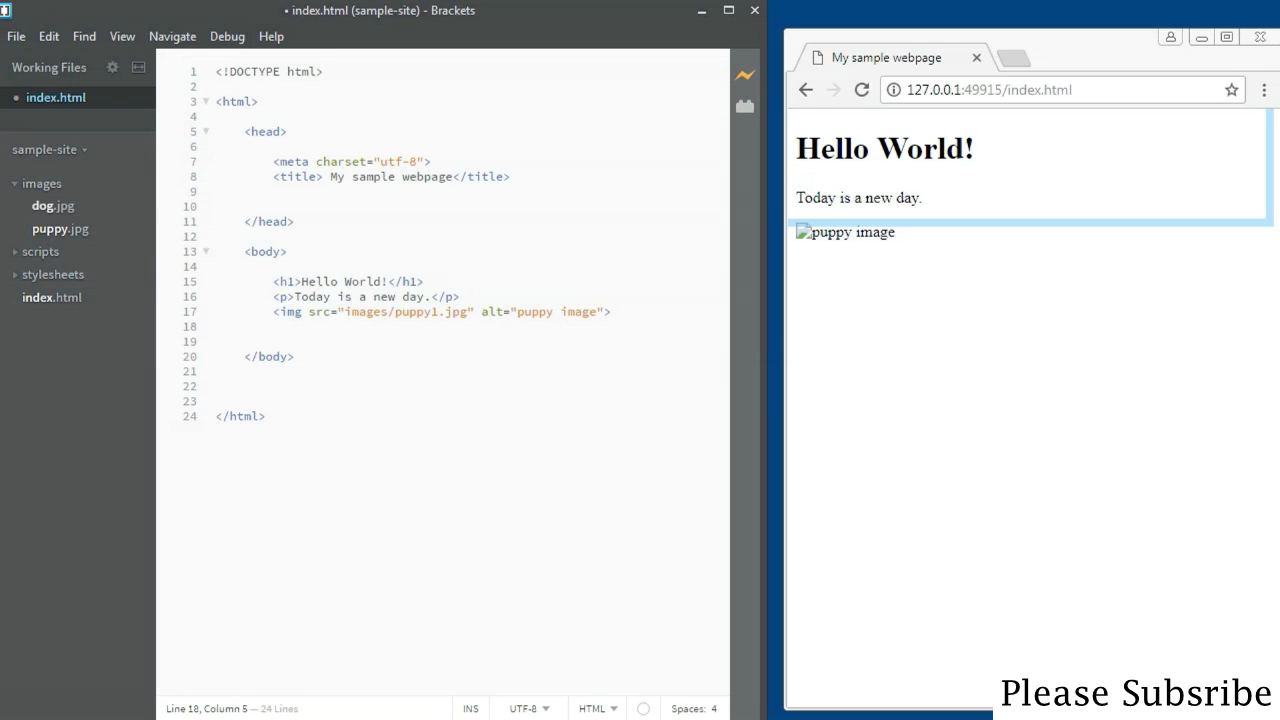 • index.html (sample-site) - Brackets
File Edit Find View Navigate Debug Help
Working Files
• index.html
sample-site
images
dog.jpg
puppy.jpg
scripts
stylesheets
index.html
1 <!DOCTYPE html>
2
3 <html>
4
5 <head>
6
7 <meta charset="utf-8">
8 <title> My sample webpage</title>
9
10
11 </head>
12
13 <body>
14
15 <h1>Hello World!</h1>
16 <p>Today is a new day.</p>
17 <img src="images/puppy1.jpg" alt="puppy image">
18
19
20 </body>
21
22
23
24 </html>
Line 18, Column 5 — 24 Lines
INS UTF-8 HTML Spaces: 4
My sample webpage
127.0.0.1:49915/index.html
Hello World!
Today is a new day.
puppy image
Please Subsribe